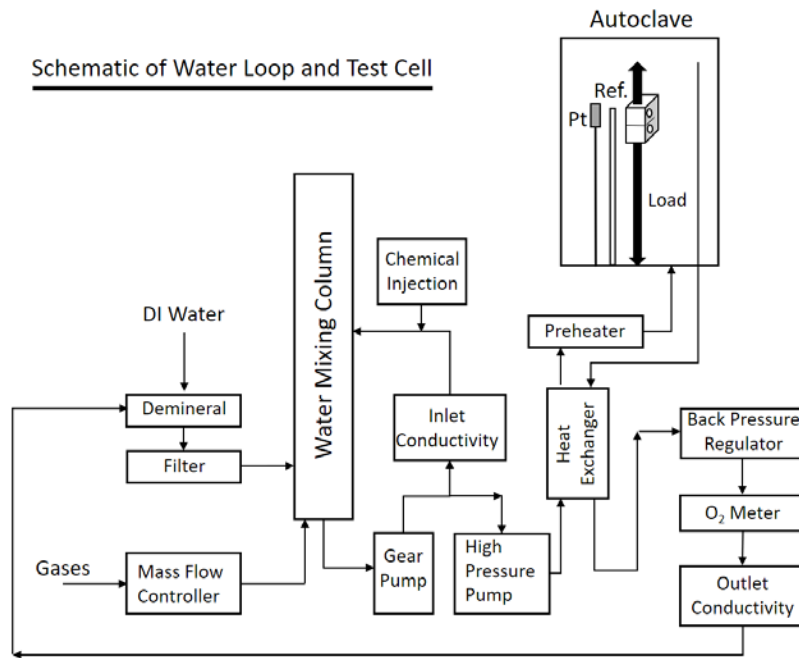 Autoclave
Schematic of Water Loop and Test Cell
Ref.
Pt
Load
Water Mixing Column
Chemical
Injection
DI Water
Preheater
Demineral
Inlet
Conductivity
Heat
Exchanger
Back Pressure
Regulator
Filter
O₂ Meter
Gases
Mass Flow
Controller
Gear
Pump
High
Pressure
Pump
Outlet
Conductivity